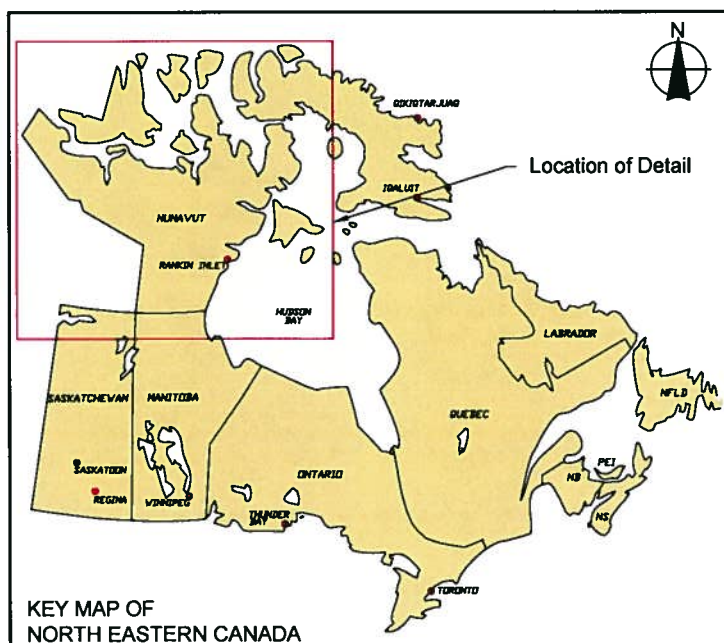 N
QIKIQTARJUAQ
Location of Detail
IQALUIT
NUNAVUT
RANKIN INLET
HUDSON
BAY
LABRADOR
SASKATCHEWAN
MANITOBA
NFLD
QUEBEC
PEI
SASKATOON
ONTARIO
NB
REGINA
WINNIPEG
THUNDER
BAY
NS
TORONTO
KEY MAP OF
NORTH EASTERN CANADA